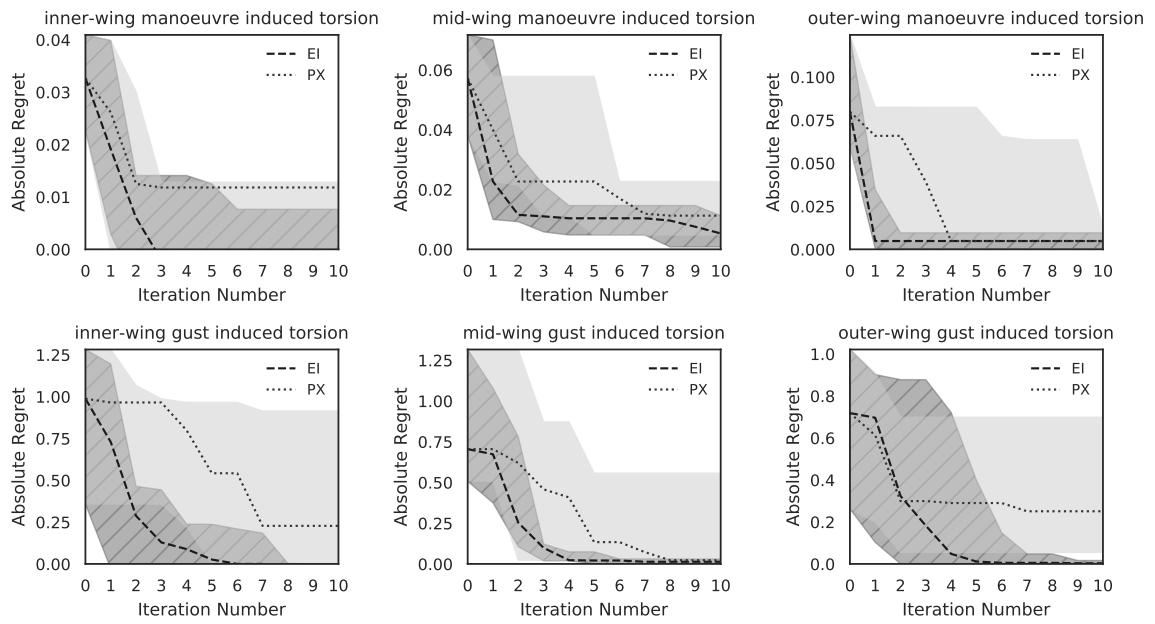 inner-wing manoeuvre induced torsion
0.04
0.03
0.02
0.01
0.00
Absolute Regret
EI
PX
0 1 2 3 4 5 6 7 8 9 10
Iteration Number
mid-wing manoeuvre induced torsion
0.06
0.04
0.02
0.00
Absolute Regret
EI
PX
0 1 2 3 4 5 6 7 8 9 10
Iteration Number
outer-wing manoeuvre induced torsion
0.100
0.075
0.050
0.025
0.000
Absolute Regret
EI
PX
0 1 2 3 4 5 6 7 8 9 10
Iteration Number
inner-wing gust induced torsion
1.25
1.00
0.75
0.50
0.25
0.00
Absolute Regret
EI
PX
0 1 2 3 4 5 6 7 8 9 10
Iteration Number
mid-wing gust induced torsion
1.25
1.00
0.75
0.50
0.25
0.00
Absolute Regret
EI
PX
0 1 2 3 4 5 6 7 8 9 10
Iteration Number
outer-wing gust induced torsion
1.0
0.8
0.6
0.4
0.2
0.0
Absolute Regret
EI
PX
0 1 2 3 4 5 6 7 8 9 10
Iteration Number